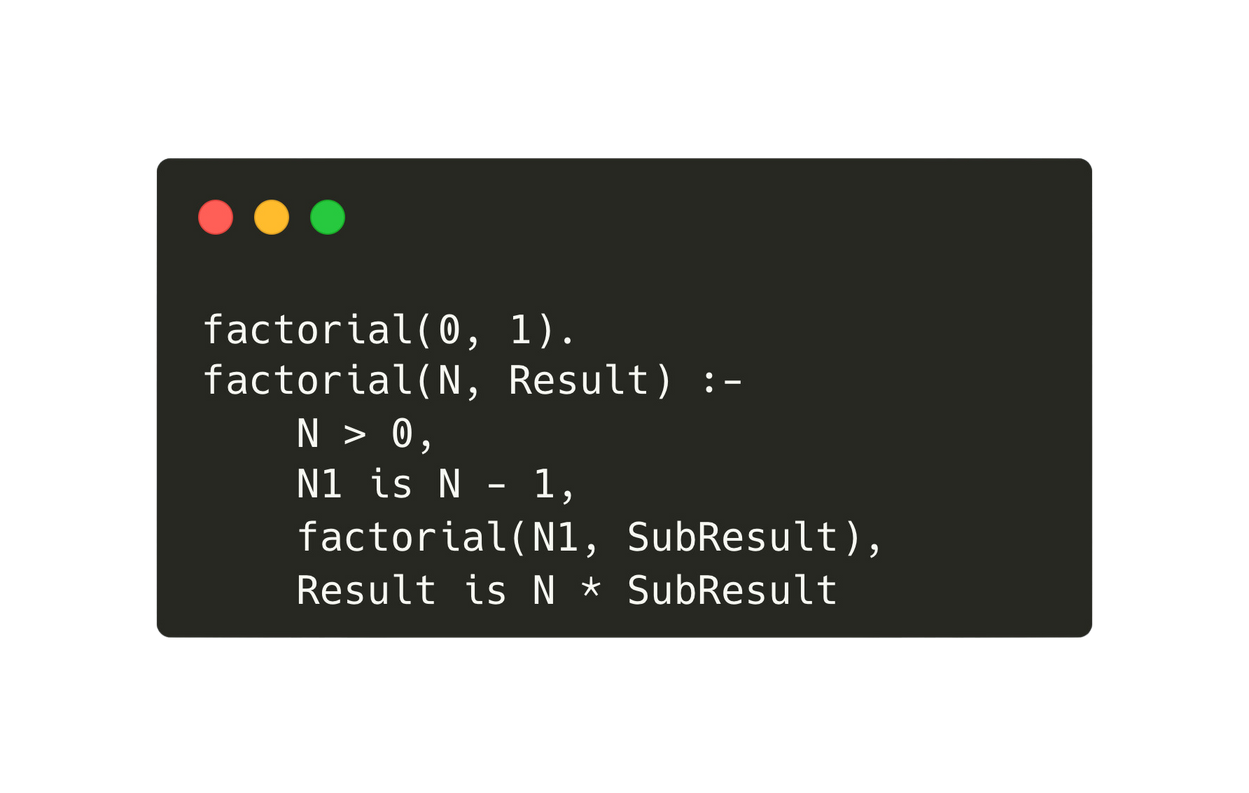 factorial(0, 1).
factorial(N, Result) :-
    N > 0,
    N1 is N - 1,
    factorial(N1, SubResult),
    Result is N * SubResult